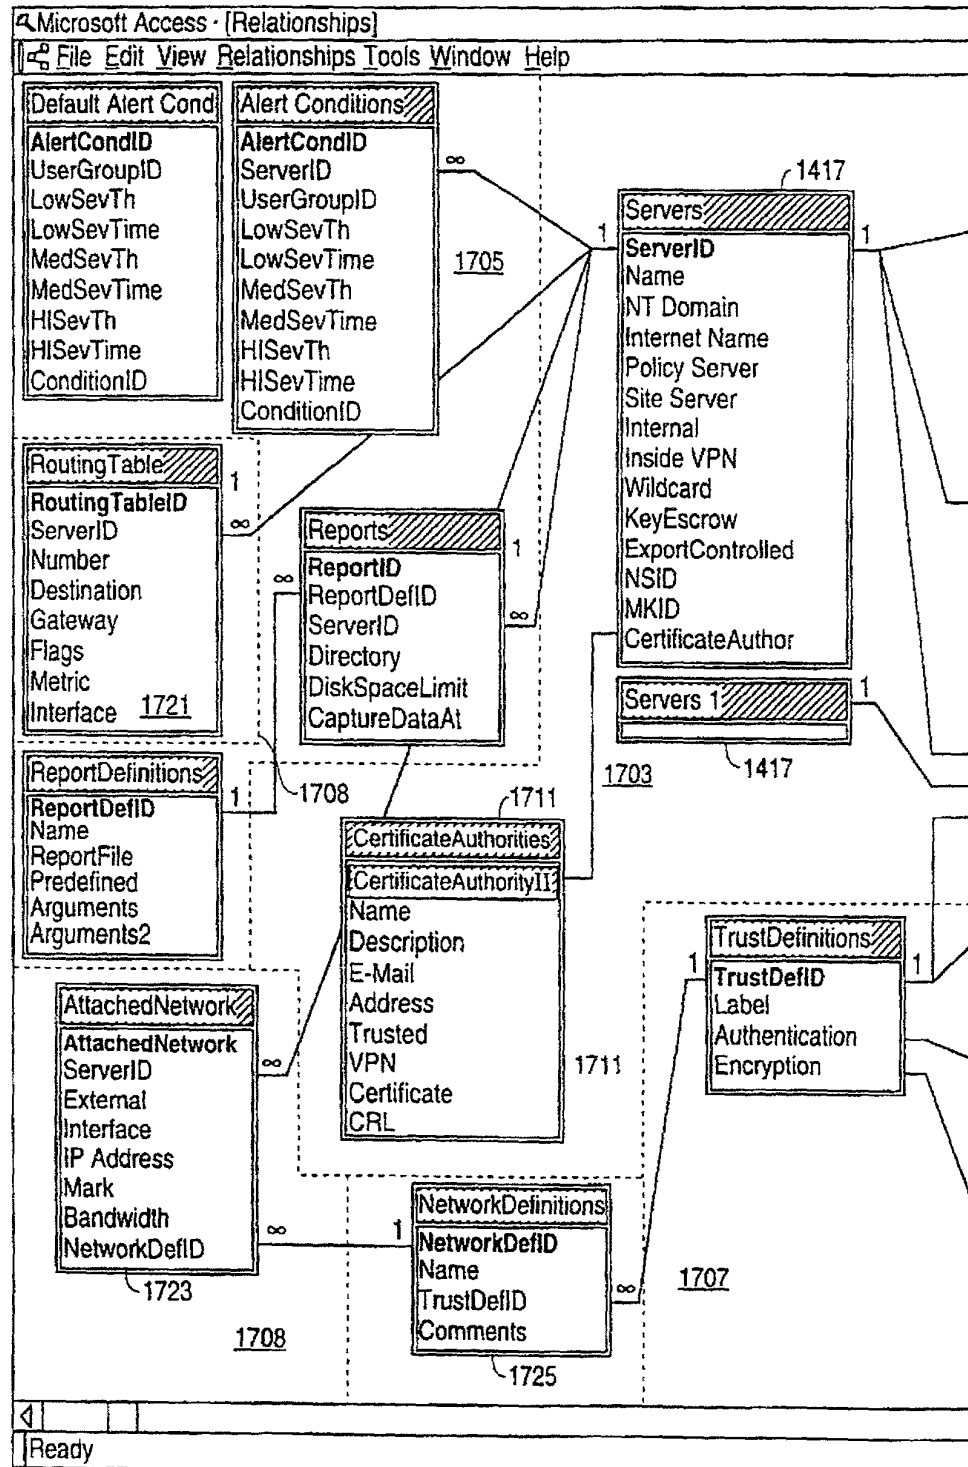 Microsoft Access · [Relationships]
File Edit View Relationships Tools Window Help
Default Alert Cond
AlertCondID
UserGroupID
LowSevTh
LowSevTime
MedSevTh
MedSevTime
HISevTh
HISevTime
ConditionID
Alert Conditions
AlertCondID
ServerID
UserGroupID
LowSevTh
LowSevTime
MedSevTh
MedSevTime
HISevTh
HISevTime
ConditionID
∞
1705
1417
Servers
1
1
ServerID
Name
NT Domain
Internet Name
Policy Server
Site Server
Internal
Inside VPN
Wildcard
KeyEscrow
ExportControlled
NSID
MKID
CertificateAuthor
Servers 1
1
1417
1703
RoutingTable
1
RoutingTableID
ServerID
Number
Destination
Gateway
Flags
Metric
Interface
1721
∞
1708
Reports
1
∞
ReportID
ReportDefID
ServerID
Directory
DiskSpaceLimit
CaptureDataAt
∞
ReportDefinitions
1
ReportDefID
Name
ReportFile
Predefined
Arguments
Arguments2
1711
CertificateAuthorities
CertificateAuthorityII
Name
Description
E-Mail
Address
Trusted
VPN
Certificate
CRL
1711
TrustDefinitions
1
1
TrustDefID
Label
Authentication
Encryption
AttachedNetwork
AttachedNetwork
ServerID
External
Interface
IP Address
Mark
Bandwidth
NetworkDefID
∞
∞
1
1723
1708
NetworkDefinitions
NetworkDefID
Name
TrustDefID
Comments
∞
1725
1707
Ready